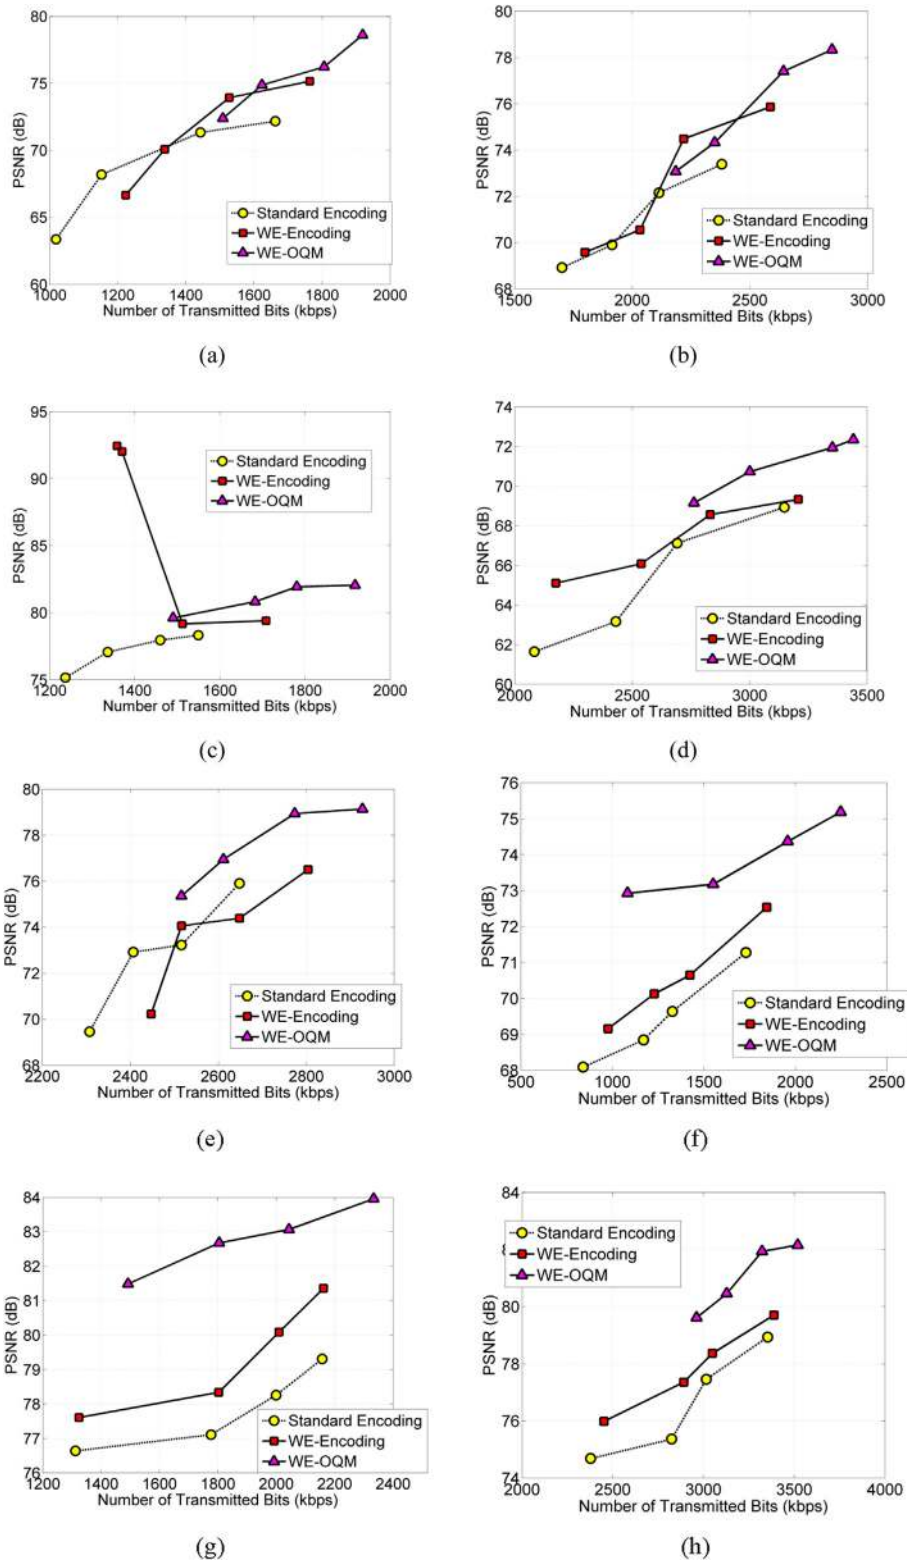 80
75
70
65
60
PSNR (dB)
1000 1200 1400 1600 1800 2000
Number of Transmitted Bits (kbps)
Standard Encoding
WE-Encoding
WE-OQM
(a)
78
76
74
72
70
68
PSNR (dB)
1500 2000 2500 3000
Number of Transmitted Bits (kbps)
Standard Encoding
WE-Encoding
WE-OQM
(b)
95
90
85
80
75
PSNR (dB)
1200 1400 1600 1800 2000
Number of Transmitted Bits (kbps)
Standard Encoding
WE-Encoding
WE-OQM
(c)
74
72
70
68
66
64
62
60
PSNR (dB)
2000 2500 3000 3500
Number of Transmitted Bits (kbps)
Standard Encoding
WE-Encoding
WE-OQM
(d)
80
78
76
74
72
70
68
PSNR (dB)
2200 2400 2600 2800 3000
Number of Transmitted Bits (kbps)
Standard Encoding
WE-Encoding
WE-OQM
(e)
76
75
74
73
72
71
70
69
68
PSNR (dB)
500 1000 1500 2000 2500
Number of Transmitted Bits (kbps)
Standard Encoding
WE-Encoding
WE-OQM
(f)
84
83
82
81
80
79
78
77
76
PSNR (dB)
1200 1400 1600 1800 2000 2200 2400
Number of Transmitted Bits (kbps)
Standard Encoding
WE-Encoding
WE-OQM
(g)
84
80
78
76
74
PSNR (dB)
2000 2500 3000 3500 4000
Number of Transmitted Bits (kbps)
Standard Encoding
WE-Encoding
WE-OQM
(h)